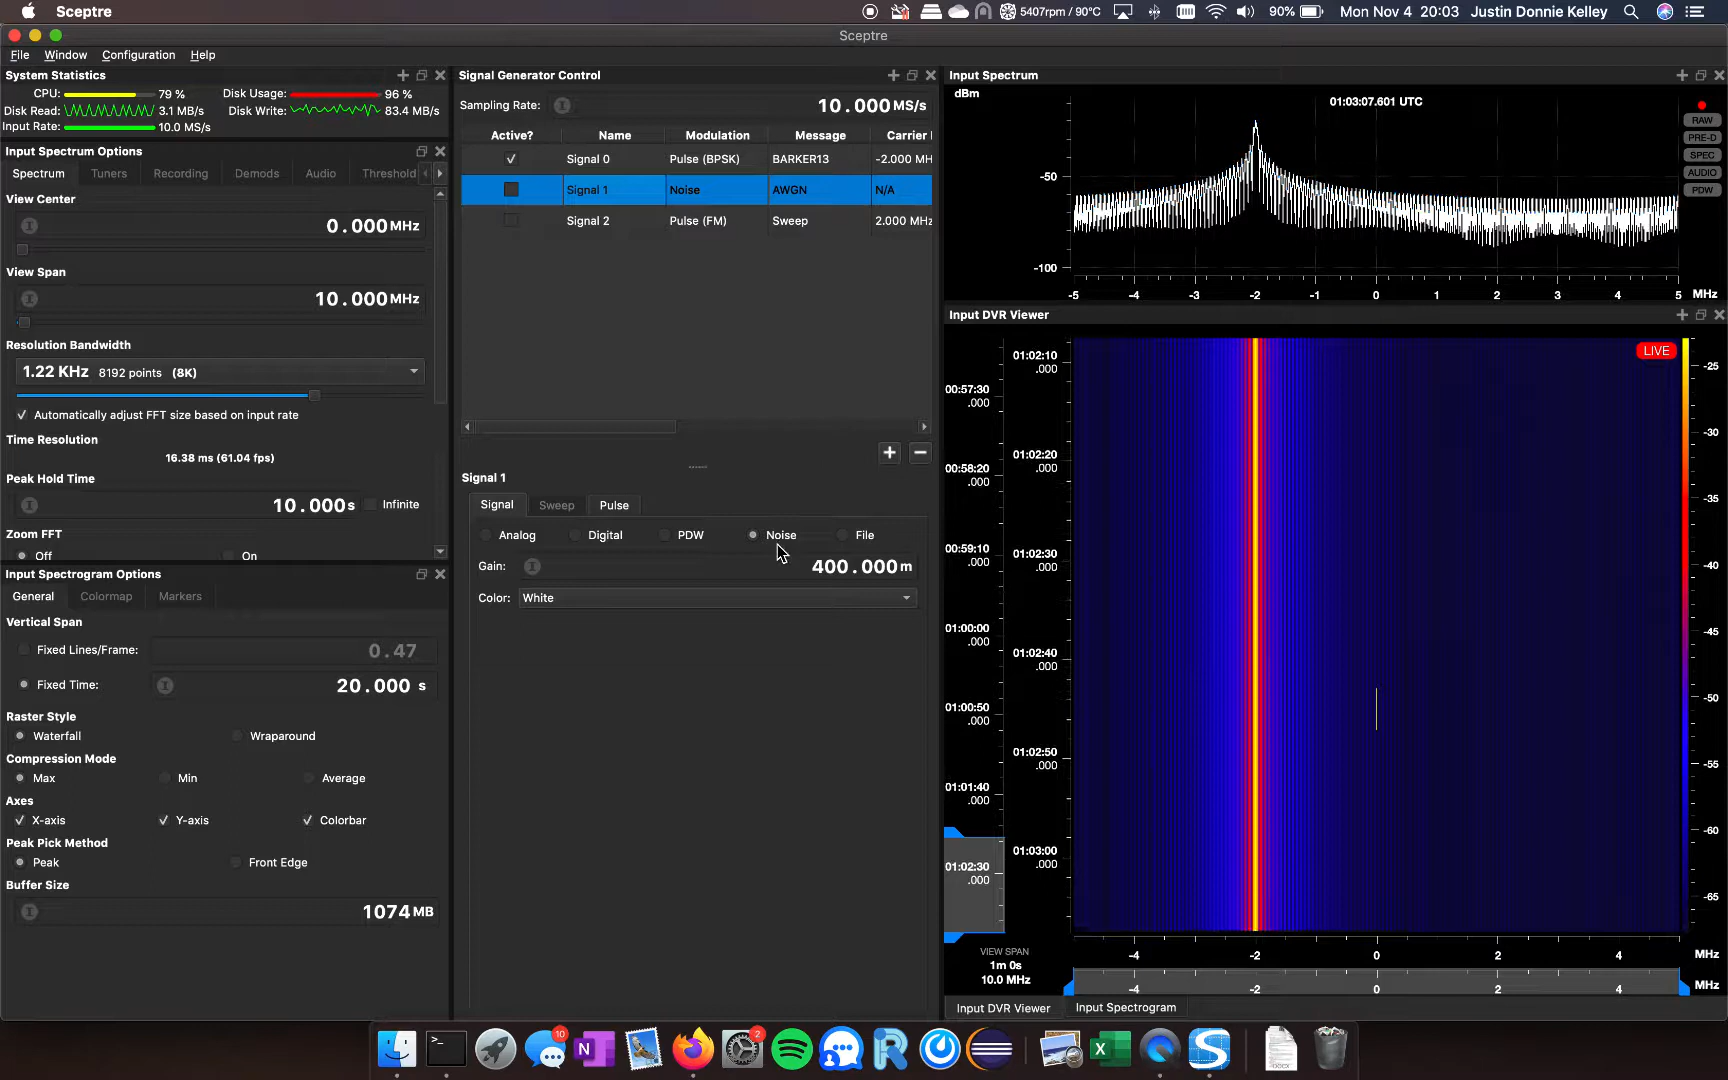 Sceptre
5407rpm / 90°C
90%
Mon Nov 4 20:03
Justin Donnie Kelley
Sceptre
File Window Configuration Help
System Statistics
CPU: 79 % Disk Usage: 96 %
Disk Read: 3.1 MB/s Disk Write: 83.4 MB/s
Input Rate: 10.0 MS/s
Input Spectrum Options
Spectrum Tuners Recording Demods Audio Threshold
View Center
0.000MHz
View Span
10.000MHz
Resolution Bandwidth
1.22 KHz 8192 points (8K)
Automatically adjust FFT size based on input rate
Time Resolution
16.38 ms (61.04 fps)
Peak Hold Time
10.000s Infinite
Zoom FFT
Off On
Input Spectrogram Options
General Colormap Markers
Vertical Span
Fixed Lines/Frame: 0.47
Fixed Time: 20.000 s
Raster Style
Waterfall Wraparound
Compression Mode
Max Min Average
Axes
X-axis Y-axis Colorbar
Peak Pick Method
Peak Front Edge
Buffer Size
1074 MB
Signal Generator Control
Sampling Rate: 10.000 MS/s
Active? Name Modulation Message Carrier
Signal 0 Pulse (BPSK) BARKER13 -2.000 MH
Signal 1 Noise AWGN N/A
Signal 2 Pulse (FM) Sweep 2.000 MHz
Signal 1
Signal Sweep Pulse
Analog Digital PDW Noise File
Gain: 400.000m
Color: White
Input Spectrum
dBm
01:03:07.601 UTC
RAW
PRE-D
SPEC
AUDIO
PDW
-50
-100
-5 -4 -3 -2 -1 0 1 2 3 4 5 MHz
Input DVR Viewer
LIVE
00:57:30
.000
00:58:20
.000
00:59:10
.000
01:00:00
.000
01:00:50
.000
01:01:40
.000
01:02:30
.000
01:02:10
.000
01:02:20
.000
01:02:30
.000
01:02:40
.000
01:02:50
.000
01:03:00
.000
-25
-30
-35
-40
-45
-50
-55
-60
-65
VIEW SPAN
1m 0s
10.0 MHz
-4 -2 0 2 4 MHz
-4 -2 0 2 4 MHz
Input DVR Viewer Input Spectrogram
10
2